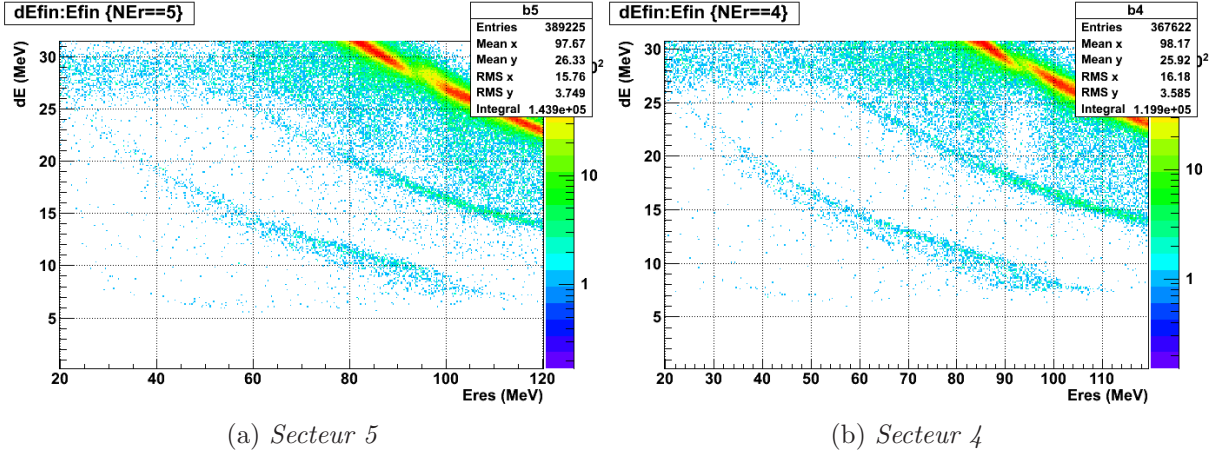 dEfin:Efin {NEr==5}
b5
Entries 389225
Mean x 97.67
Mean y 26.33
RMS x 15.76
RMS y 3.749
Integral 1.439e+05
dE (MeV)
30
25
20
15
10
5
20 40 60 80 100 120
Eres (MeV)
10
1
(a) Secteur 5
dEfin:Efin {NEr==4}
b4
Entries 367622
Mean x 98.17
Mean y 25.92
RMS x 16.18
RMS y 3.585
Integral 1.199e+05
dE (MeV)
30
25
20
15
10
5
20 30 40 50 60 70 80 90 100 110
Eres (MeV)
10
1
(b) Secteur 4